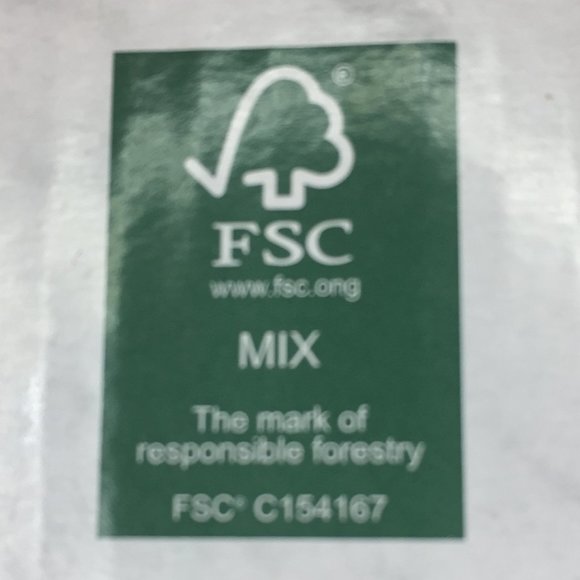 ®
FSC
www.fsc.org
MIX
The mark of
responsible forestry
FSC® C154167